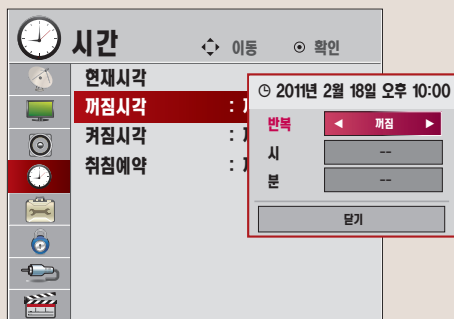 시간
이동
확인
현재시각
꺼짐시각 :
켜짐시각 :
취침예약 :
2011년 2월 18일 오후 10:00
반복 ◀ 꺼짐 ▶
시 --
분 --
닫기